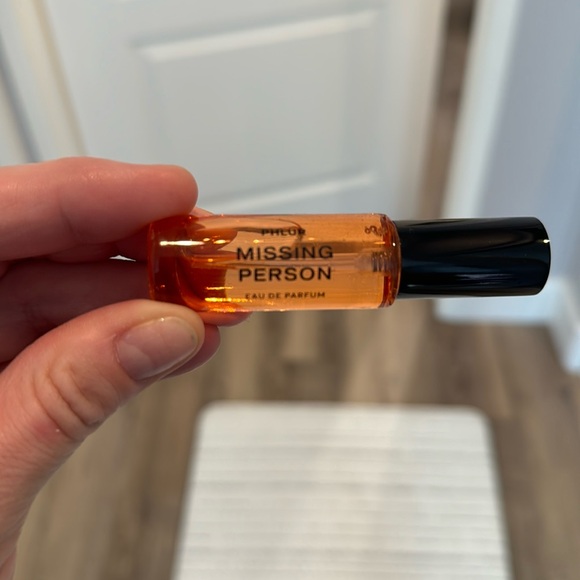 PHLUR
MISSING
PERSON
EAU DE PARFUM